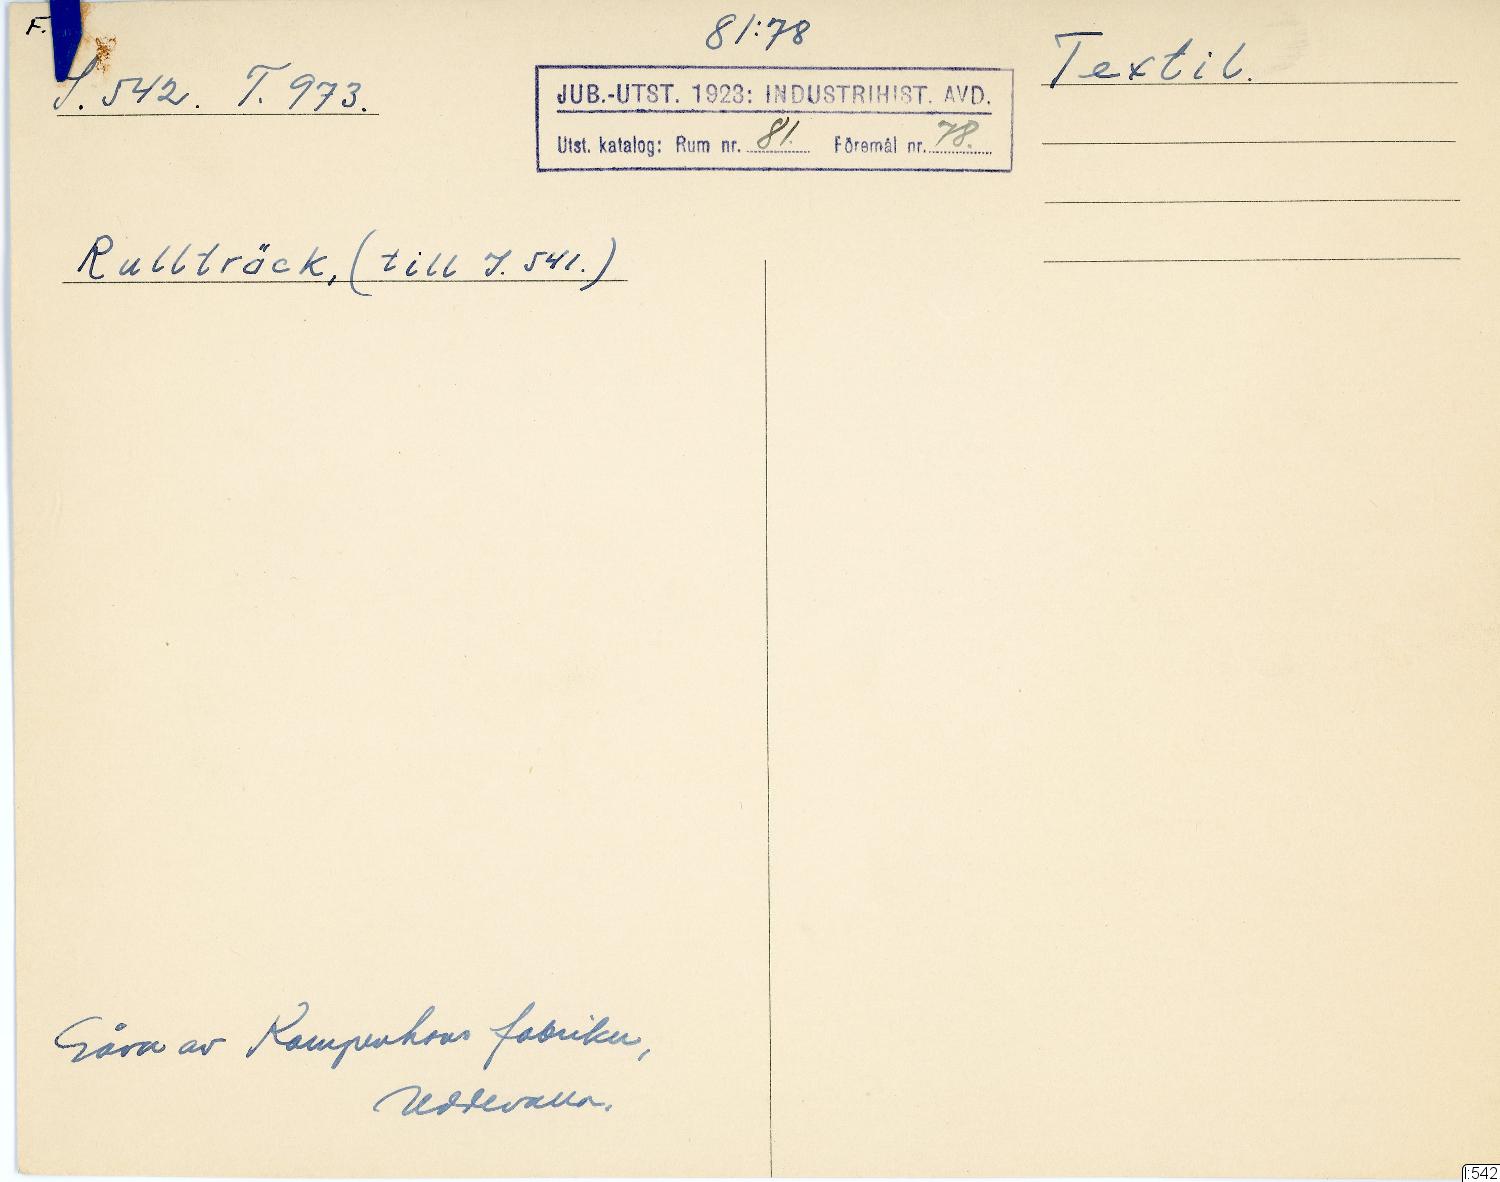 F.
81:78
I. 542. T. 973.
Textil.
JUB.-UTST. 1923: INDUSTRIHIST. AVD.
Utst. katalog: Rum nr. 81. Föremål nr. 78.
Rullträck, (till I. 541.)
Gåva av Kampenhofs fabriker,
Uddevalla.
I:542